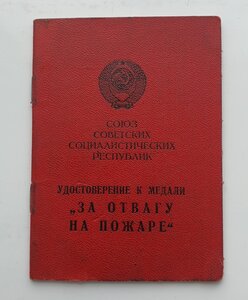 СОЮЗ
СОВЕТСКИХ
СОЦИАЛИСТИЧЕСКИХ
РЕСПУБЛИК
УДОСТОВЕРЕНИЕ К МЕДАЛИ
„ЗА ОТВАГУ
НА ПОЖАРЕ“